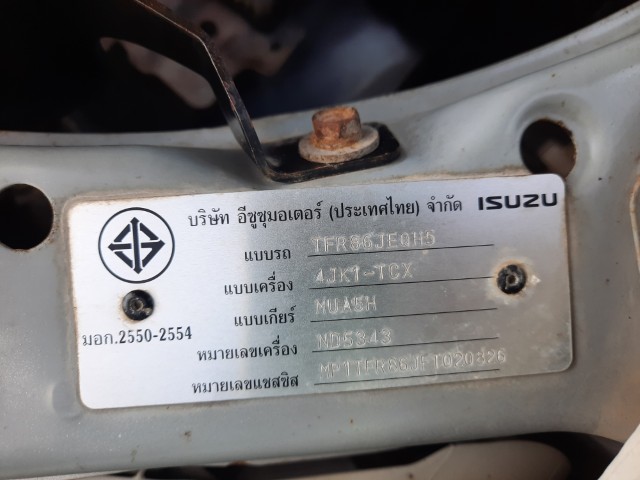 บริษัท อีซูซุมอเตอร์ (ประเทศไทย) จำกัด ISUZU
แบบรถ TFR86JEQH5
แบบเครื่อง 4JK1-TCX
แบบเกียร์ MUA5H
มอก.2550-2554
หมายเลขเครื่อง ND5343
หมายเลขแชสซิส MP1TFR86JFT020826